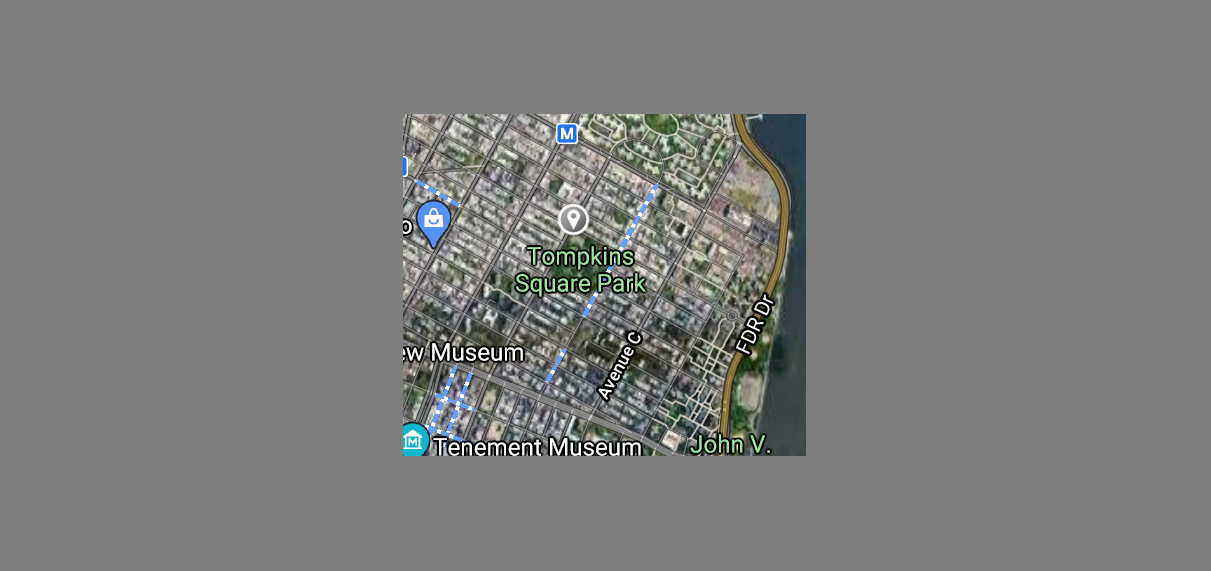 M
Tompkins
Square Park
FDR Dr
Avenue C
ew Museum
M
Tenement Museum
John V.